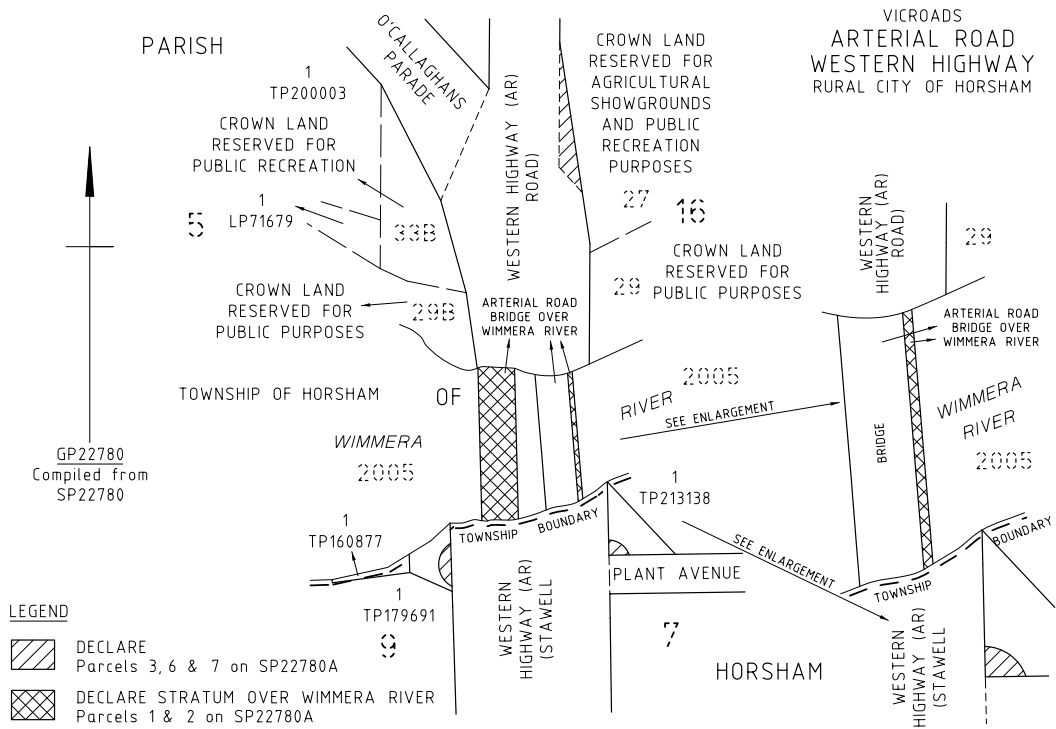 VICROADS
ARTERIAL ROAD
WESTERN HIGHWAY
RURAL CITY OF HORSHAM
PARISH
O'CALLAGHANS
PARADE
CROWN LAND
RESERVED FOR
AGRICULTURAL
SHOWGROUNDS
AND PUBLIC
RECREATION
PURPOSES
1
TP200003
CROWN LAND
RESERVED FOR
PUBLIC RECREATION
WESTERN HIGHWAY (AR)
ROAD)
27
16
5
1
LP71679
33B
WESTERN
HIGHWAY (AR)
ROAD)
29
CROWN LAND
RESERVED FOR
PUBLIC PURPOSES
29B
ARTERIAL ROAD
BRIDGE OVER
WIMMERA RIVER
29
CROWN LAND
RESERVED FOR
PUBLIC PURPOSES
ARTERIAL ROAD
BRIDGE OVER
WIMMERA RIVER
TOWNSHIP OF HORSHAM
OF
RIVER
2005
SEE ENLARGEMENT
BRIDGE
WIMMERA
RIVER
2005
WIMMERA
2005
GP22780
Compiled from
SP22780
1
TP213138
1
TP160877
TOWNSHIP
BOUNDARY
SEE ENLARGEMENT
TOWNSHIP
BOUNDARY
PLANT AVENUE
1
TP179691
9
WESTERN
HIGHWAY (AR)
(STAWELL
7
HORSHAM
WESTERN
HIGHWAY (AR)
(STAWELL
LEGEND
DECLARE
Parcels 3, 6 & 7 on SP22780A
DECLARE STRATUM OVER WIMMERA RIVER
Parcels 1 & 2 on SP22780A